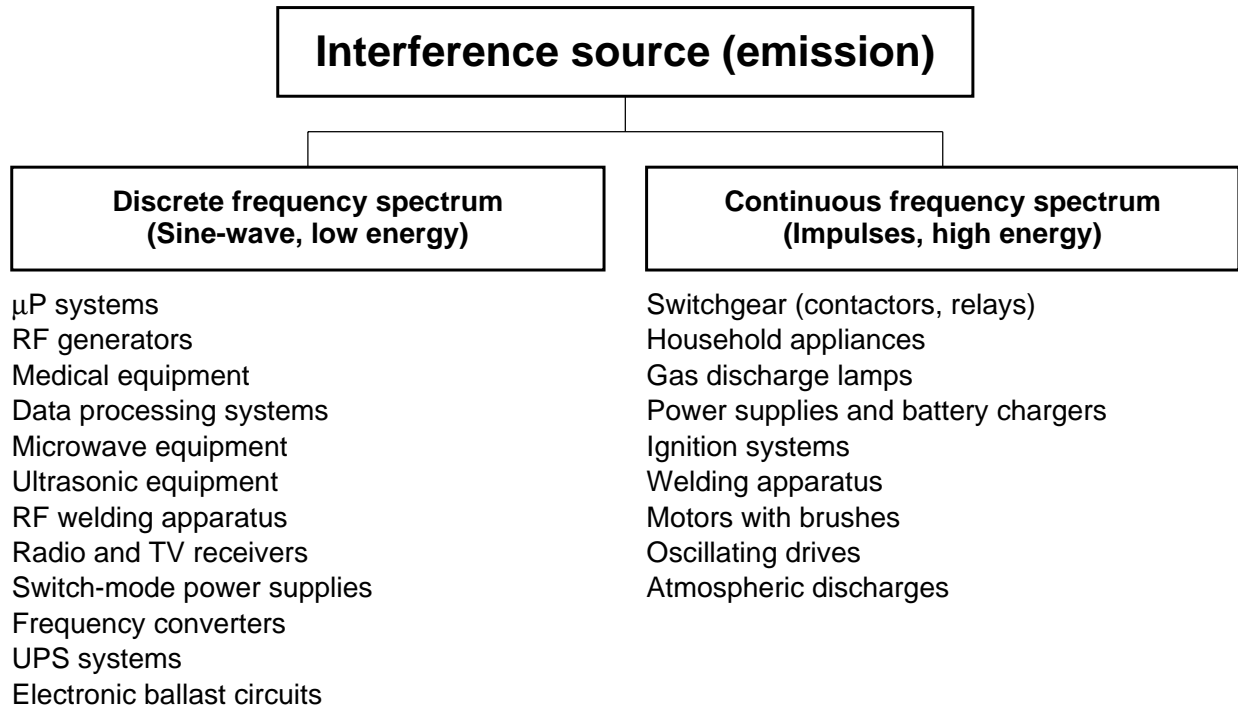 Interference source (emission)
Discrete frequency spectrum
(Sine-wave, low energy)
μP systems
RF generators
Medical equipment
Data processing systems
Microwave equipment
Ultrasonic equipment
RF welding apparatus
Radio and TV receivers
Switch-mode power supplies
Frequency converters
UPS systems
Electronic ballast circuits
Continuous frequency spectrum
(Impulses, high energy)
Switchgear (contactors, relays)
Household appliances
Gas discharge lamps
Power supplies and battery chargers
Ignition systems
Welding apparatus
Motors with brushes
Oscillating drives
Atmospheric discharges